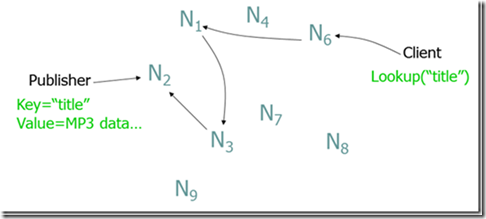 N1
N4
N6
Client
Lookup("title")
Publisher
N2
Key="title"
Value=MP3 data...
N7
N3
N8
N9